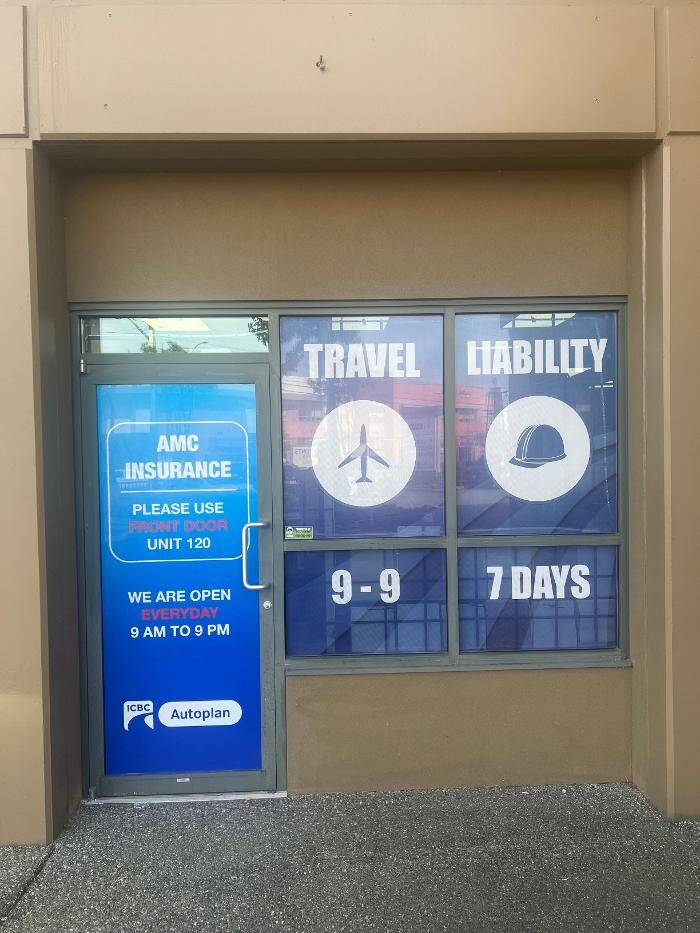 AMC
INSURANCE
PLEASE USE
FRONT DOOR
UNIT 120
WE ARE OPEN
EVERYDAY
9 AM TO 9 PM
ICBC
Autoplan
TRAVEL
LIABILITY
9 - 9
7 DAYS